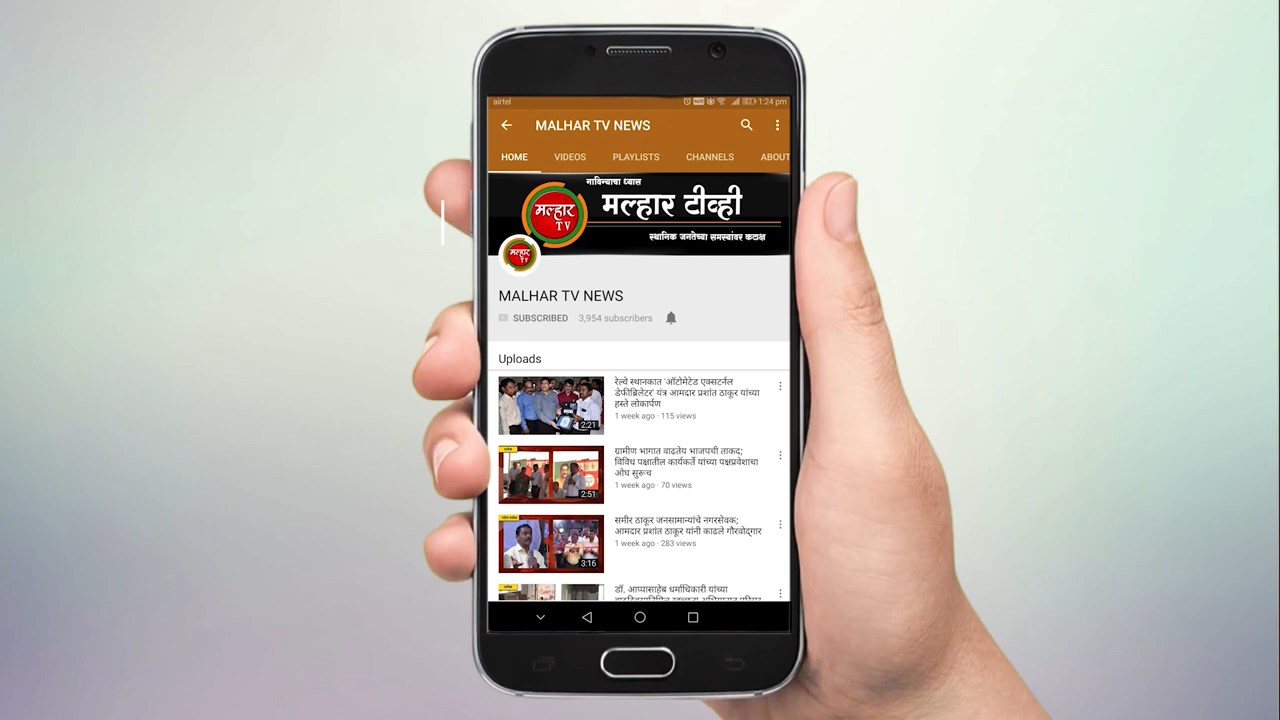 airtel
1:24 pm
MALHAR TV NEWS
HOME VIDEOS PLAYLISTS CHANNELS ABOUT
नाविन्याचा ध्यास
मल्हार टीव्ही
मल्हार
TV
स्थानिक जनतेच्या समस्यांवर कटाक्ष
मल्हार
TV
MALHAR TV NEWS
SUBSCRIBED 3,954 subscribers
Uploads
रेल्वे स्थानकात 'ऑटोमेटेड एक्सटर्नल
डेफीब्रिलेटर' यंत्र आमदार प्रशांत ठाकूर यांच्या
हस्ते लोकार्पण
1 week ago · 115 views
2:21
ग्रामीण भागात वाढतेय भाजपची ताकद;
विविध पक्षातील कार्यकर्ते यांच्या पक्षप्रवेशाचा
ओघ सुरूच
1 week ago · 70 views
2:51
समीर ठाकूर जनसामान्यांचे नगरसेवक;
आमदार प्रशांत ठाकूर यांनी काढले गौरवोद्गार
1 week ago · 283 views
3:16
डॉ. आप्पासाहेब धर्माधिकारी यांच्या